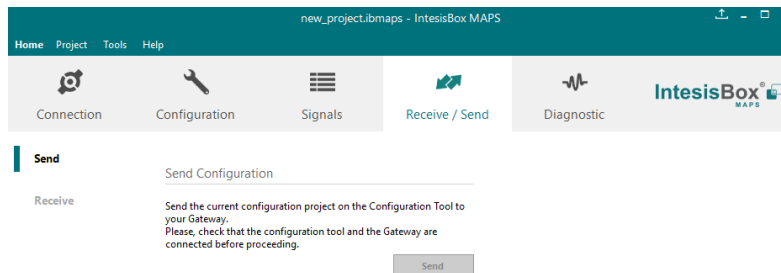 new_project.ibmaps - IntesisBox MAPS
Home Project Tools Help
Connection Configuration Signals Receive / Send Diagnostic IntesisBox®
MAPS
Send
Send Configuration
Receive
Send the current configuration project on the Configuration Tool to
your Gateway.
Please, check that the configuration tool and the Gateway are
connected before proceeding.
Send